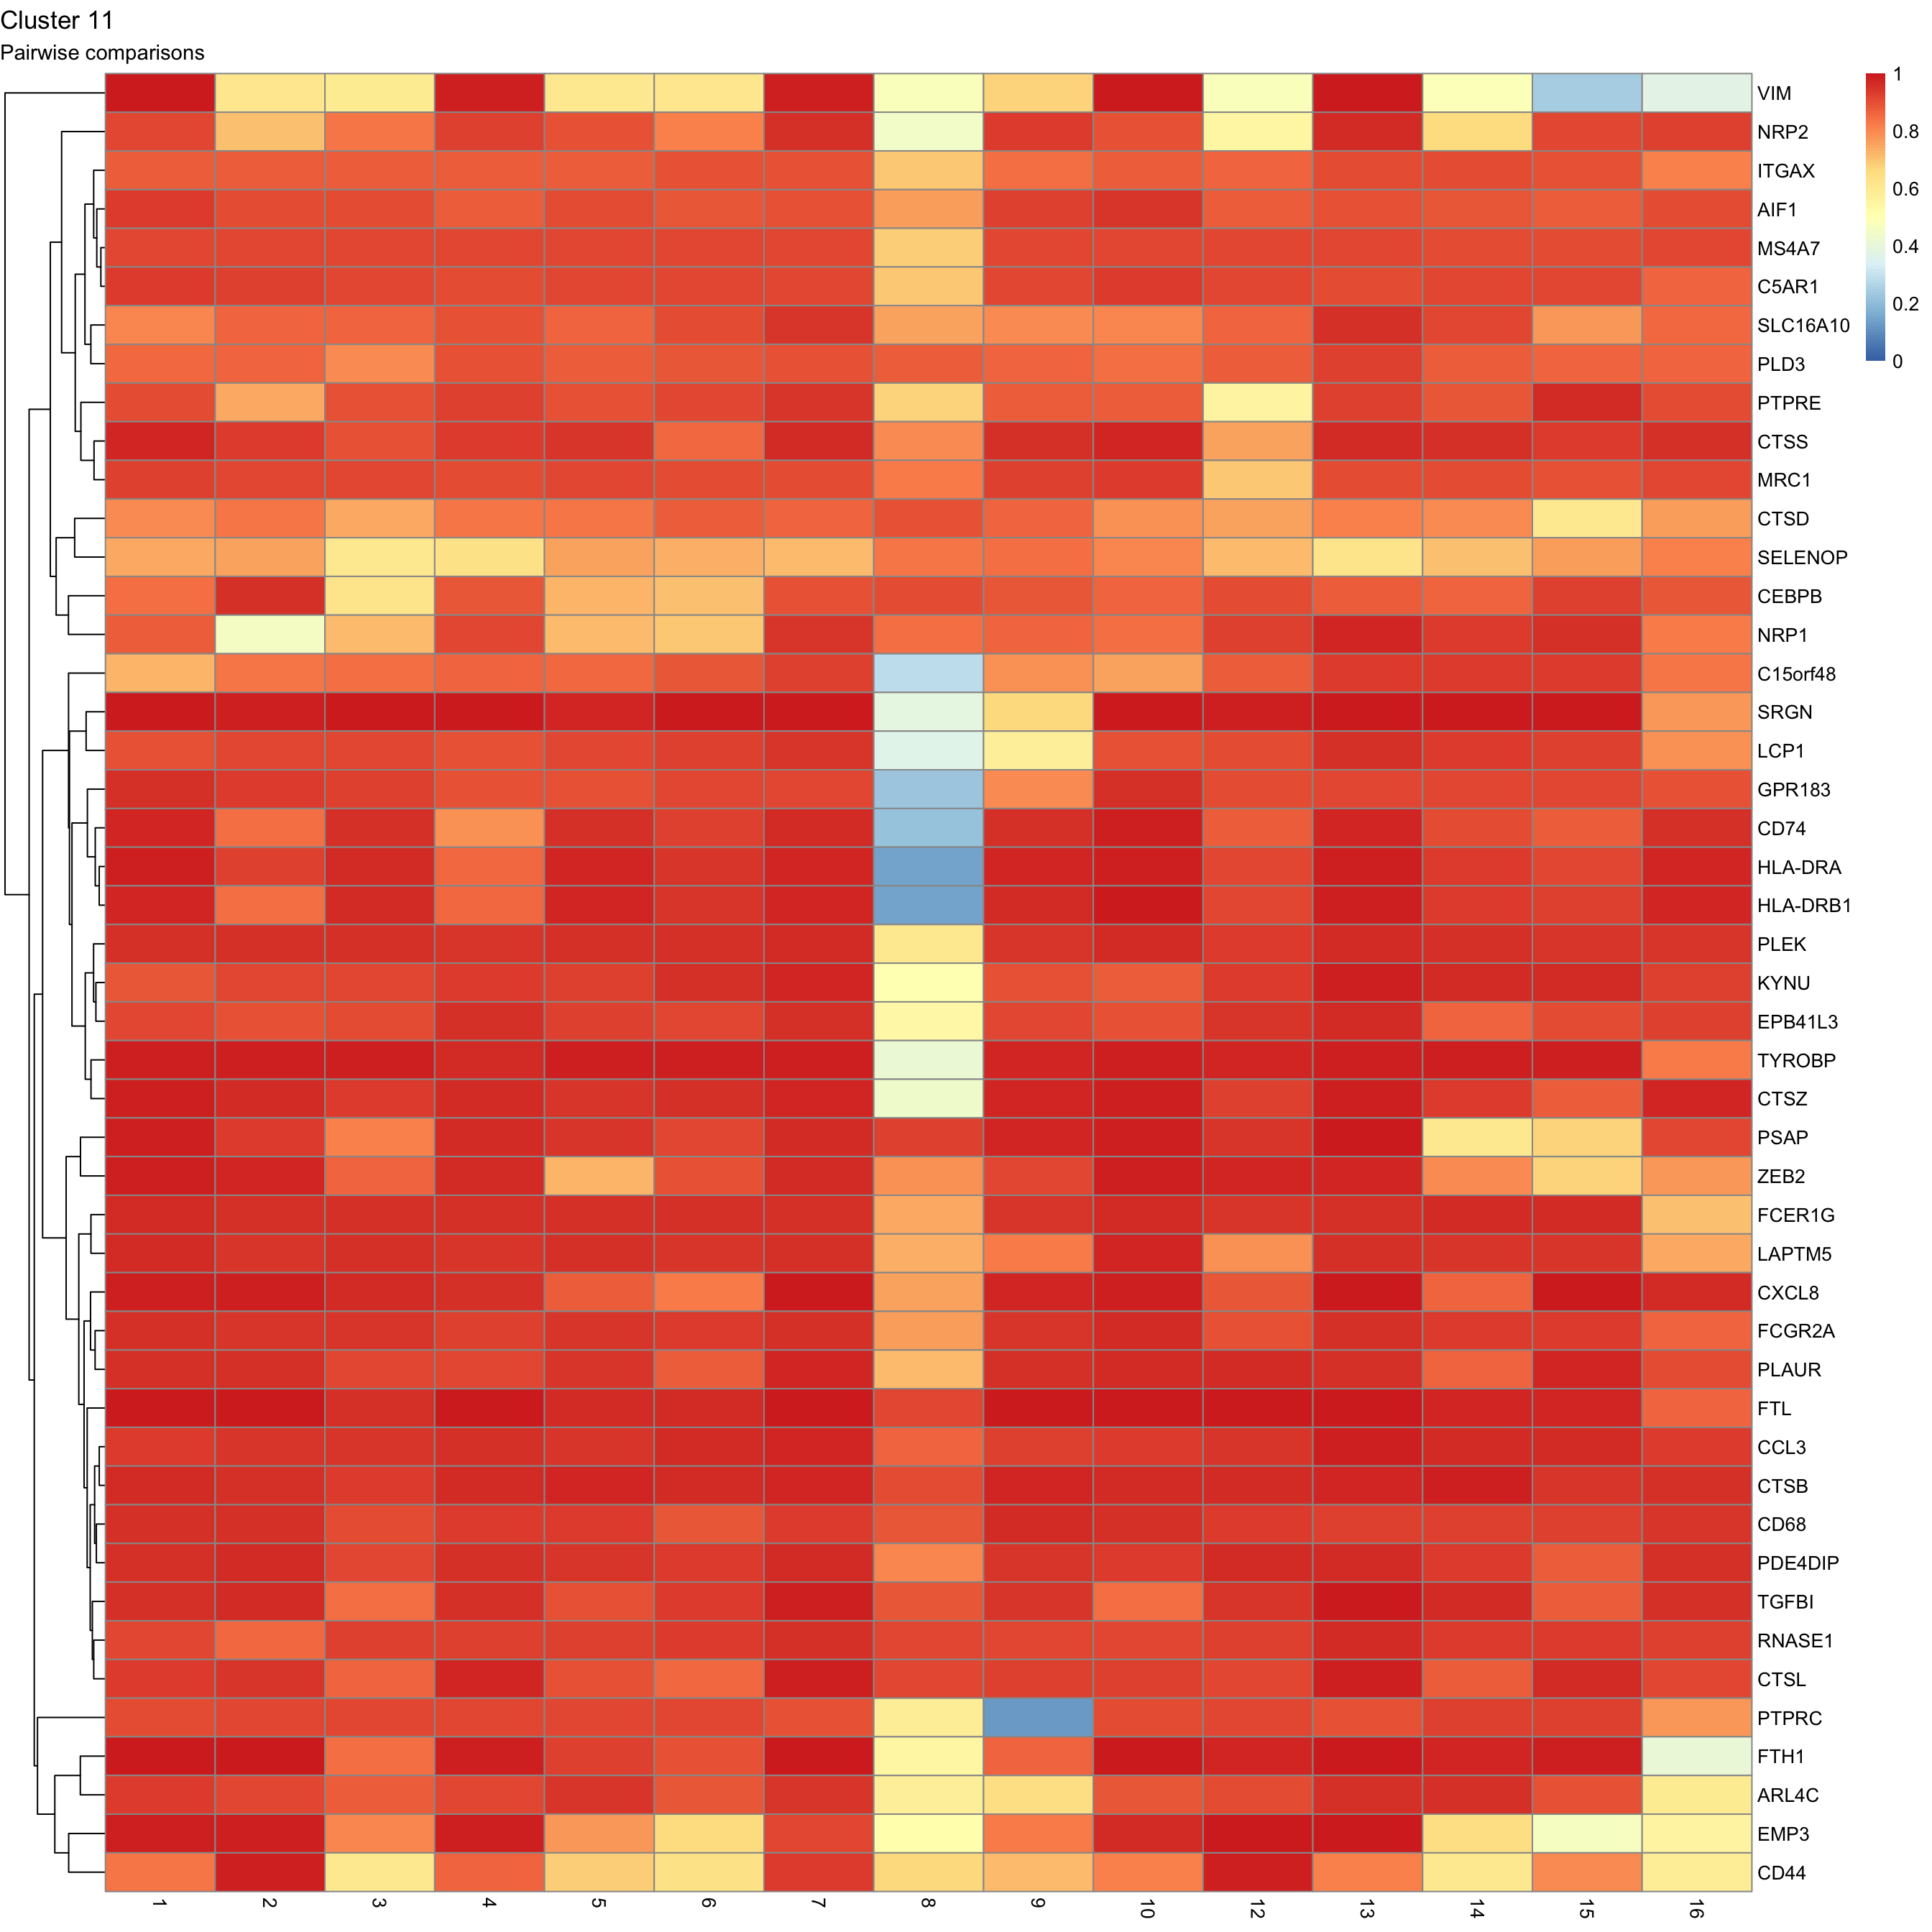 Cluster 11
Pairwise comparisons
VIM
NRP2
ITGAX
AIF1
MS4A7
C5AR1
SLC16A10
PLD3
PTPRE
CTSS
MRC1
CTSD
SELENOP
CEBPB
NRP1
C15orf48
SRGN
LCP1
GPR183
CD74
HLA-DRA
HLA-DRB1
PLEK
KYNU
EPB41L3
TYROBP
CTSZ
PSAP
ZEB2
FCER1G
LAPTM5
CXCL8
FCGR2A
PLAUR
FTL
CCL3
CTSB
CD68
PDE4DIP
TGFBI
RNASE1
CTSL
PTPRC
FTH1
ARL4C
EMP3
CD44
1
0.8
0.6
0.4
0.2
0
1 2 3 4 5 6 7 8 9 10 12 13 14 15 16